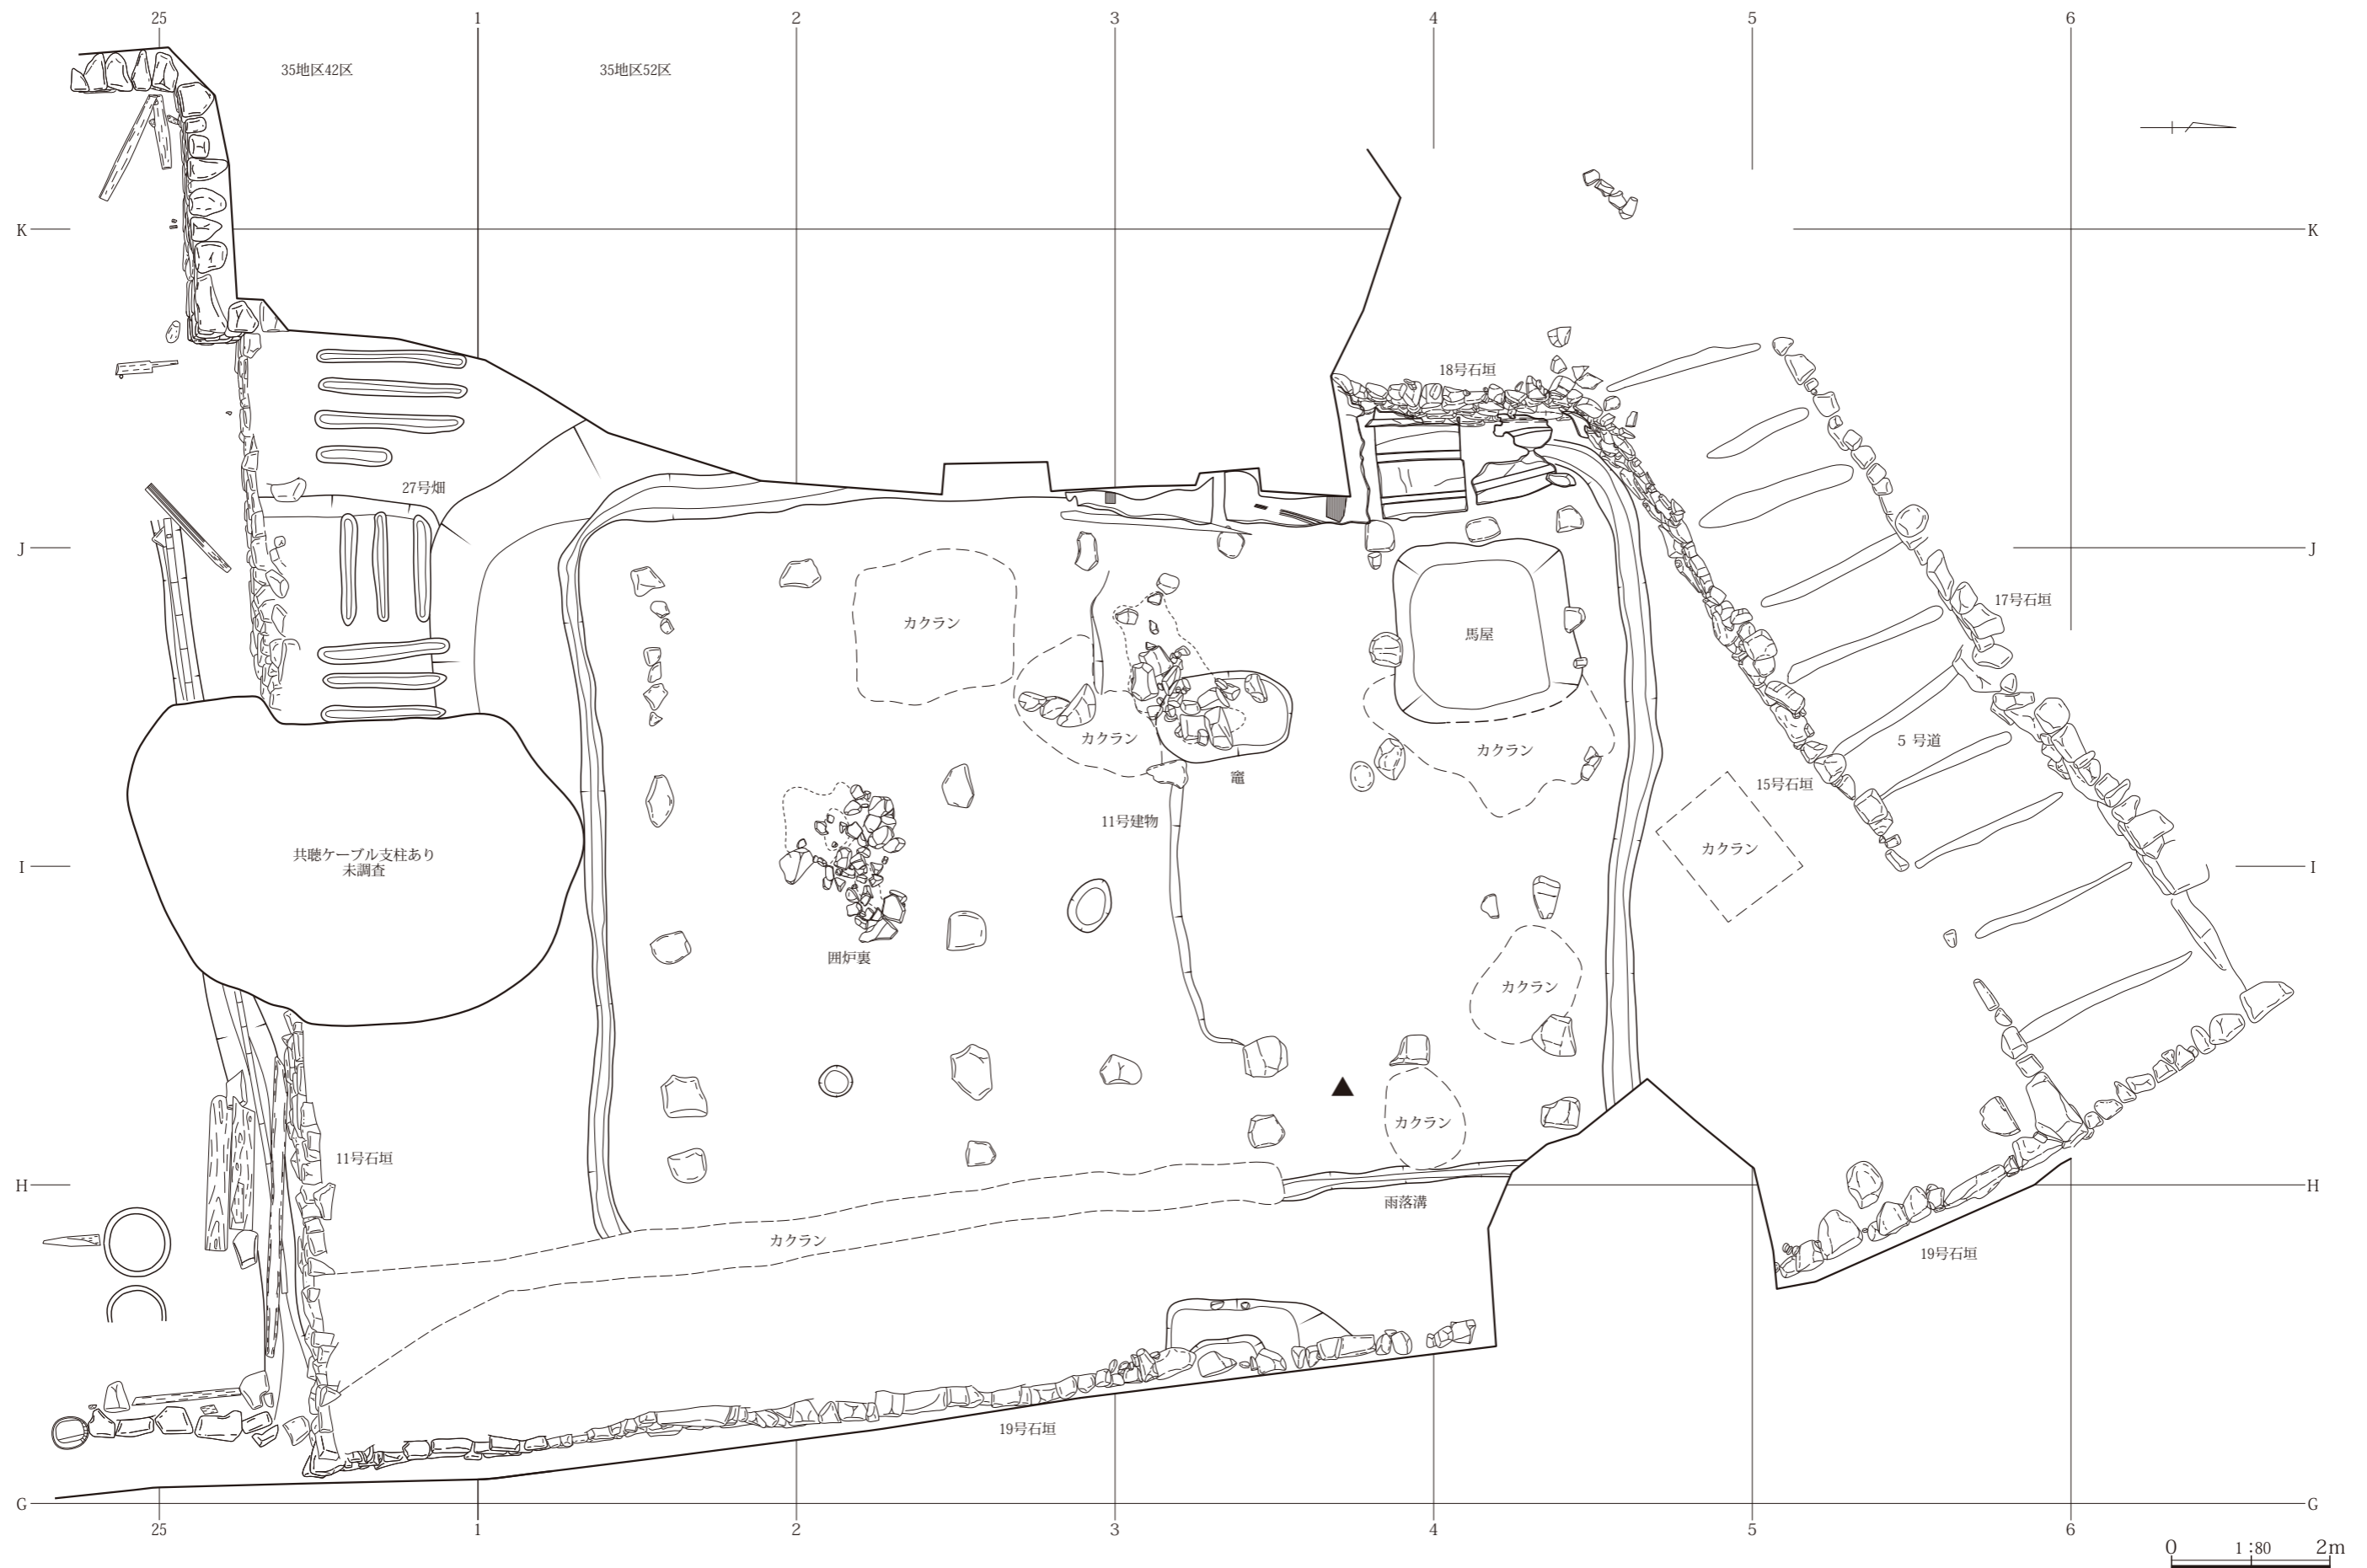 25
1
2
3
4
5
6
35地区42区
35地区52区
K
K
18号石垣
27号畑
J
J
カクラン
馬屋
17号石垣
カクラン
カクラン
5 号道
竈
15号石垣
11号建物
カクラン
共聴ケーブル支柱あり
未調査
I
I
囲炉裏
カクラン
カクラン
11号石垣
H
H
雨落溝
カクラン
19号石垣
19号石垣
G
G
25
1
2
3
4
5
6
0 1:80 2m